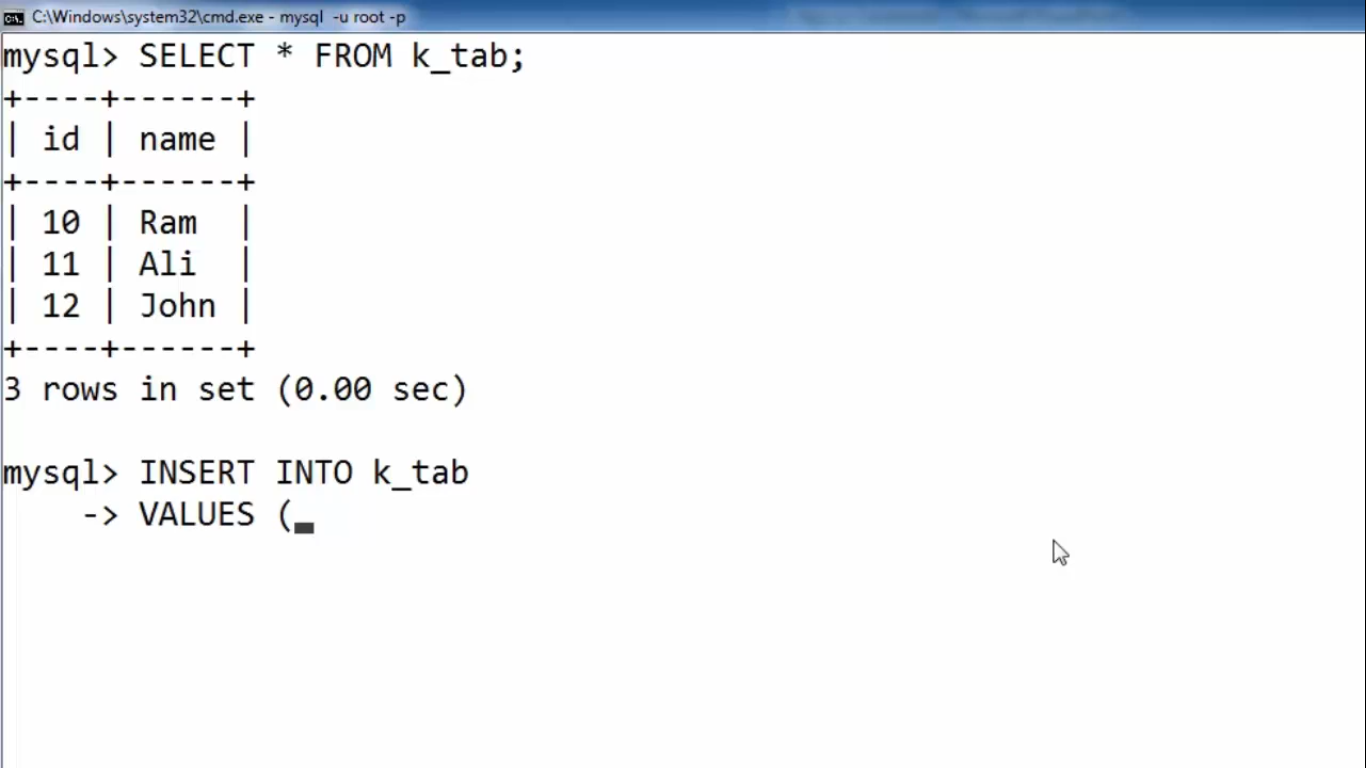 C:\Windows\system32\cmd.exe - mysql -u root -p
mysql> SELECT * FROM k_tab;
+----+------+
| id | name |
+----+------+
| 10 | Ram  |
| 11 | Ali  |
| 12 | John |
+----+------+
3 rows in set (0.00 sec)
mysql> INSERT INTO k_tab
    -> VALUES (